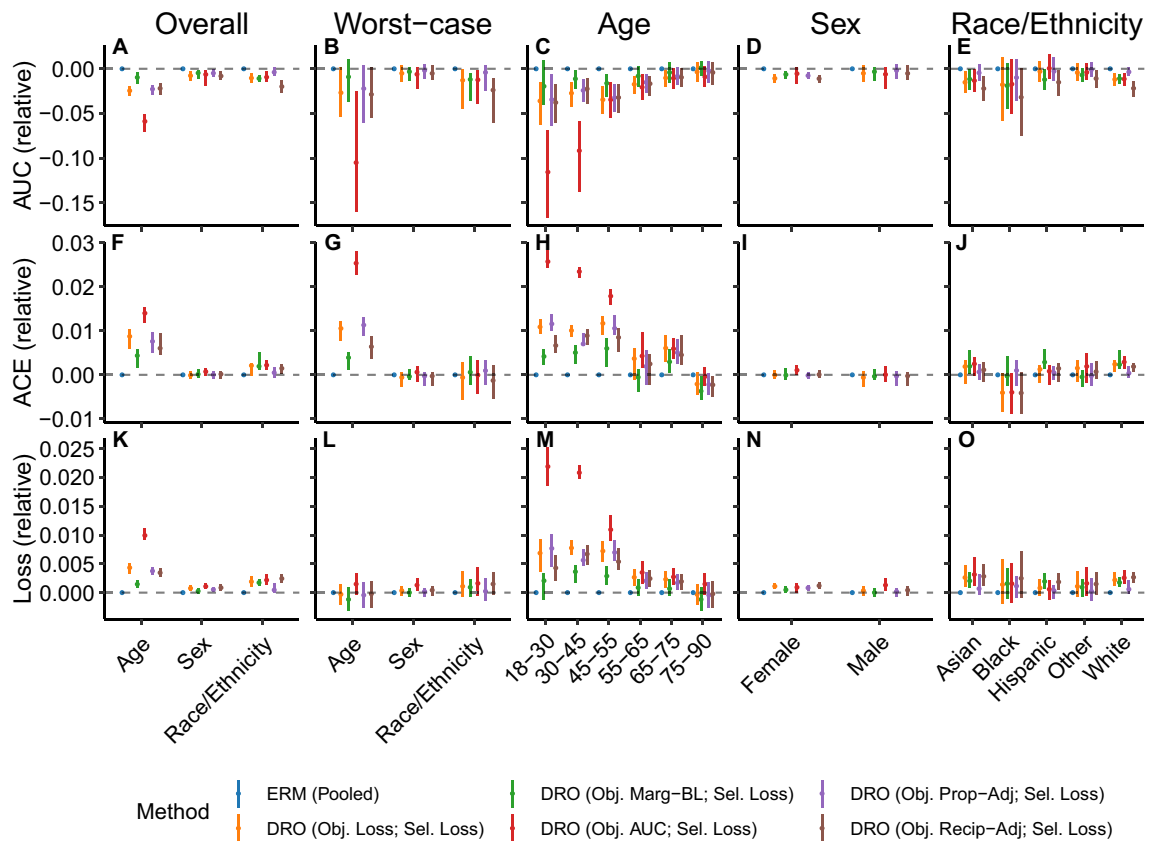 Overall Worst−case Age Sex Race/Ethnicity
A B C D E
AUC (relative)
0.00
−0.05
−0.10
−0.15
F G H I J
ACE (relative)
0.03
0.02
0.01
0.00
−0.01
K L M N O
Loss (relative)
0.025
0.020
0.015
0.010
0.005
0.000
Age Sex Race/Ethnicity
Age Sex Race/Ethnicity
18−30 30−45 45−55 55−65 65−75 75−90
Female Male
Asian Black Hispanic Other White
Method
ERM (Pooled)
DRO (Obj. Loss; Sel. Loss)
DRO (Obj. Marg−BL; Sel. Loss)
DRO (Obj. AUC; Sel. Loss)
DRO (Obj. Prop−Adj; Sel. Loss)
DRO (Obj. Recip−Adj; Sel. Loss)